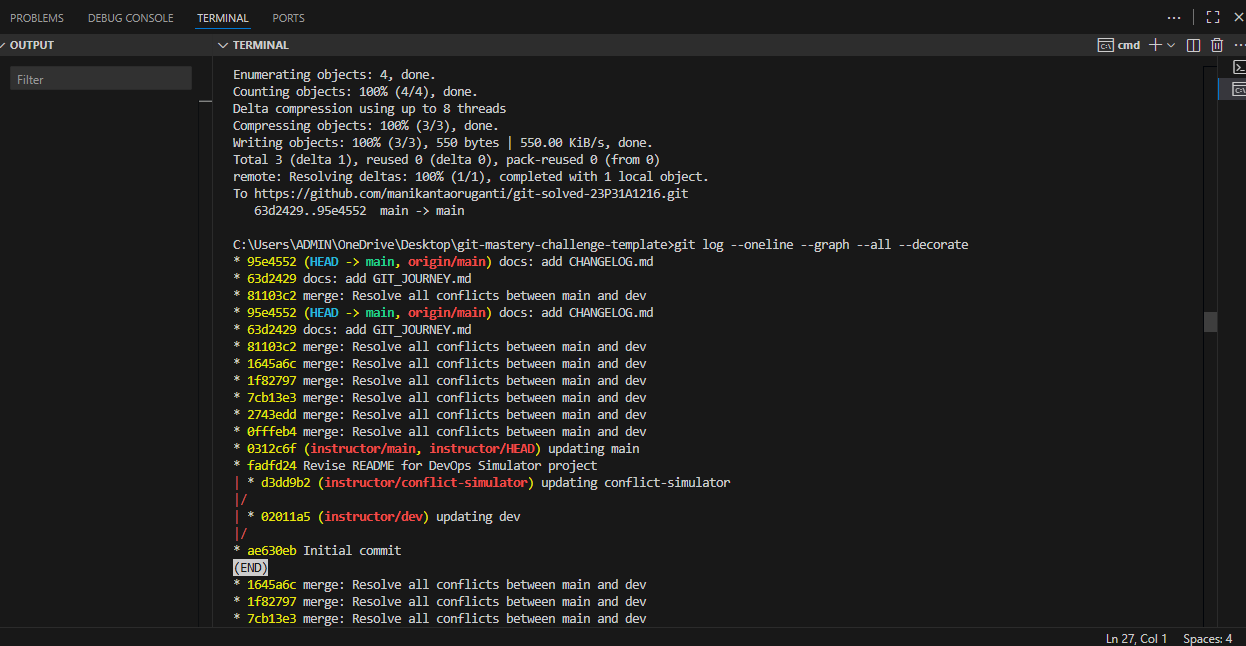 PROBLEMS DEBUG CONSOLE TERMINAL PORTS
OUTPUT
TERMINAL
cmd
Filter
Enumerating objects: 4, done.
Counting objects: 100% (4/4), done.
Delta compression using up to 8 threads
Compressing objects: 100% (3/3), done.
Writing objects: 100% (3/3), 550 bytes | 550.00 KiB/s, done.
Total 3 (delta 1), reused 0 (delta 0), pack-reused 0 (from 0)
remote: Resolving deltas: 100% (1/1), completed with 1 local object.
To https://github.com/manikantaoruganti/git-solved-23P31A1216.git
   63d2429..95e4552  main -> main
C:\Users\ADMIN\OneDrive\Desktop\git-mastery-challenge-template>git log --oneline --graph --all --decorate
* 95e4552 (HEAD -> main, origin/main) docs: add CHANGELOG.md
* 63d2429 docs: add GIT_JOURNEY.md
* 81103c2 merge: Resolve all conflicts between main and dev
* 95e4552 (HEAD -> main, origin/main) docs: add CHANGELOG.md
* 63d2429 docs: add GIT_JOURNEY.md
* 81103c2 merge: Resolve all conflicts between main and dev
* 1645a6c merge: Resolve all conflicts between main and dev
* 1f82797 merge: Resolve all conflicts between main and dev
* 7cb13e3 merge: Resolve all conflicts between main and dev
* 2743edd merge: Resolve all conflicts between main and dev
* 0fffeb4 merge: Resolve all conflicts between main and dev
* 0312c6f (instructor/main, instructor/HEAD) updating main
* fadfd24 Revise README for DevOps Simulator project
| * d3dd9b2 (instructor/conflict-simulator) updating conflict-simulator
|/
| * 02011a5 (instructor/dev) updating dev
|/
* ae630eb Initial commit
(END)
* 1645a6c merge: Resolve all conflicts between main and dev
* 1f82797 merge: Resolve all conflicts between main and dev
* 7cb13e3 merge: Resolve all conflicts between main and dev
Ln 27, Col 1 Spaces: 4